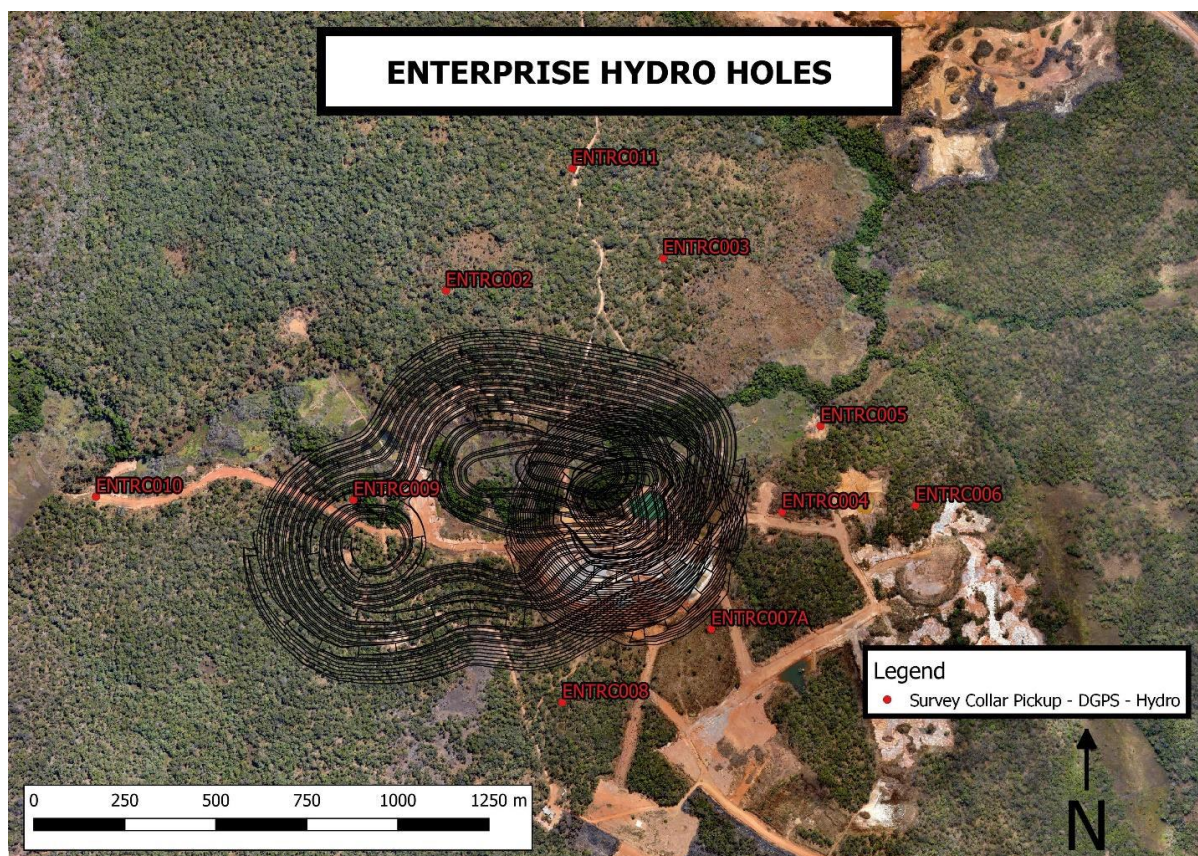 ENTERPRISE HYDRO HOLES
ENTRC011
ENTRC003
ENTRC002
ENTRC005
ENTRC010
ENTRC009
ENTRC004
ENTRC006
ENTRC007A
ENTRC008
Legend
Survey Collar Pickup - DGPS - Hydro
0 250 500 750 1000 1250 m
N